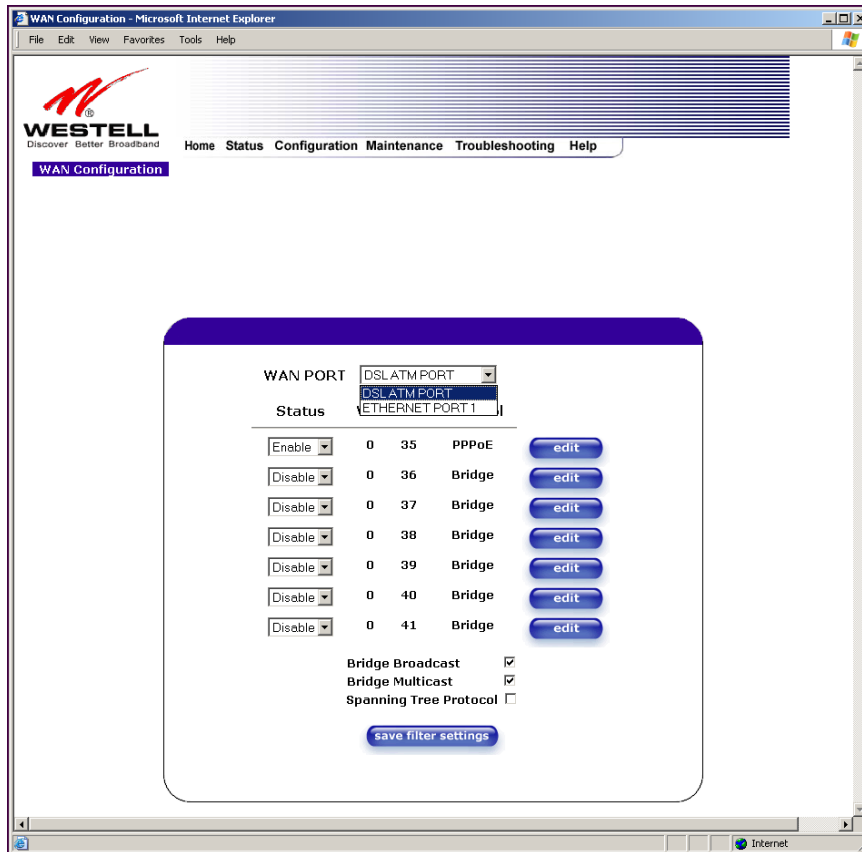 WAN Configuration - Microsoft Internet Explorer
File Edit View Favorites Tools Help
®
WESTELL
Discover Better Broadband
Home Status Configuration Maintenance Troubleshooting Help
WAN Configuration
WAN PORT DSL ATM PORT
DSL ATM PORT
ETHERNET PORT 1
Status
Enable 0 35 PPPoE edit
Disable 0 36 Bridge edit
Disable 0 37 Bridge edit
Disable 0 38 Bridge edit
Disable 0 39 Bridge edit
Disable 0 40 Bridge edit
Disable 0 41 Bridge edit
Bridge Broadcast
Bridge Multicast
Spanning Tree Protocol
save filter settings
Internet